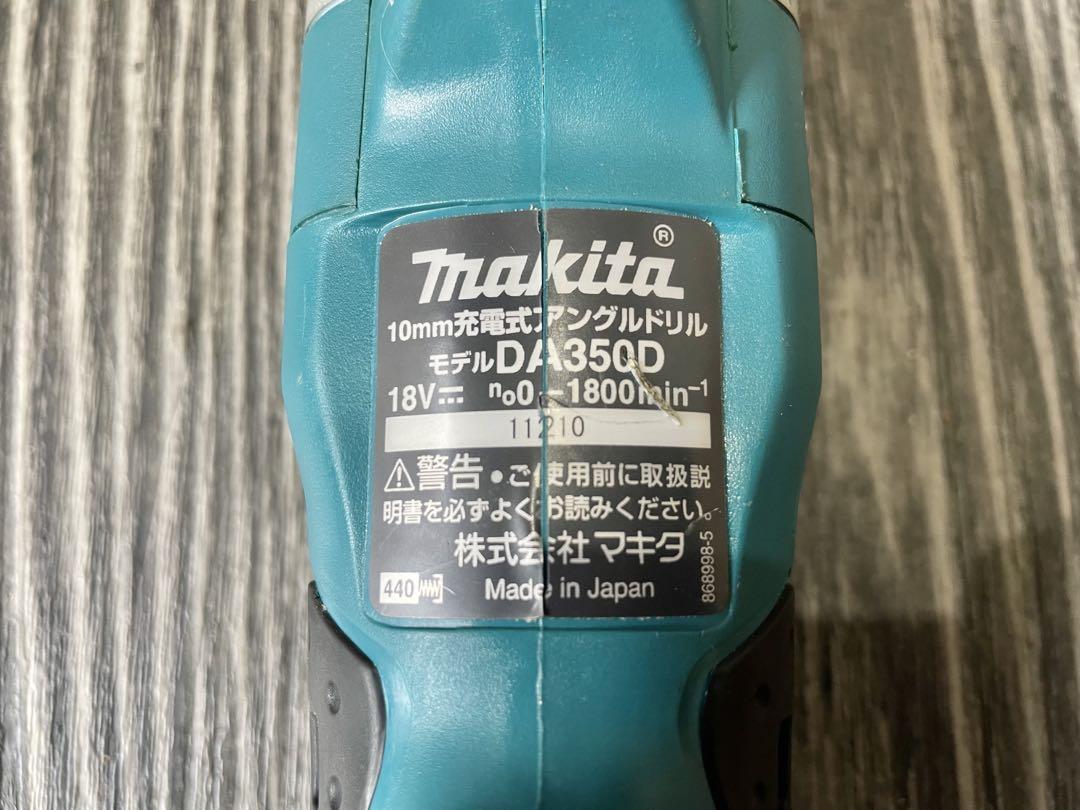 makita®
10mm充電式アングルドリル
モデルDA350D
18V⎓ n₀0-1800min⁻¹
11210
⚠警告・ご使用前に取扱説
明書を必ずよくお読みください。
株式会社マキタ
440
Made in Japan
868998-5